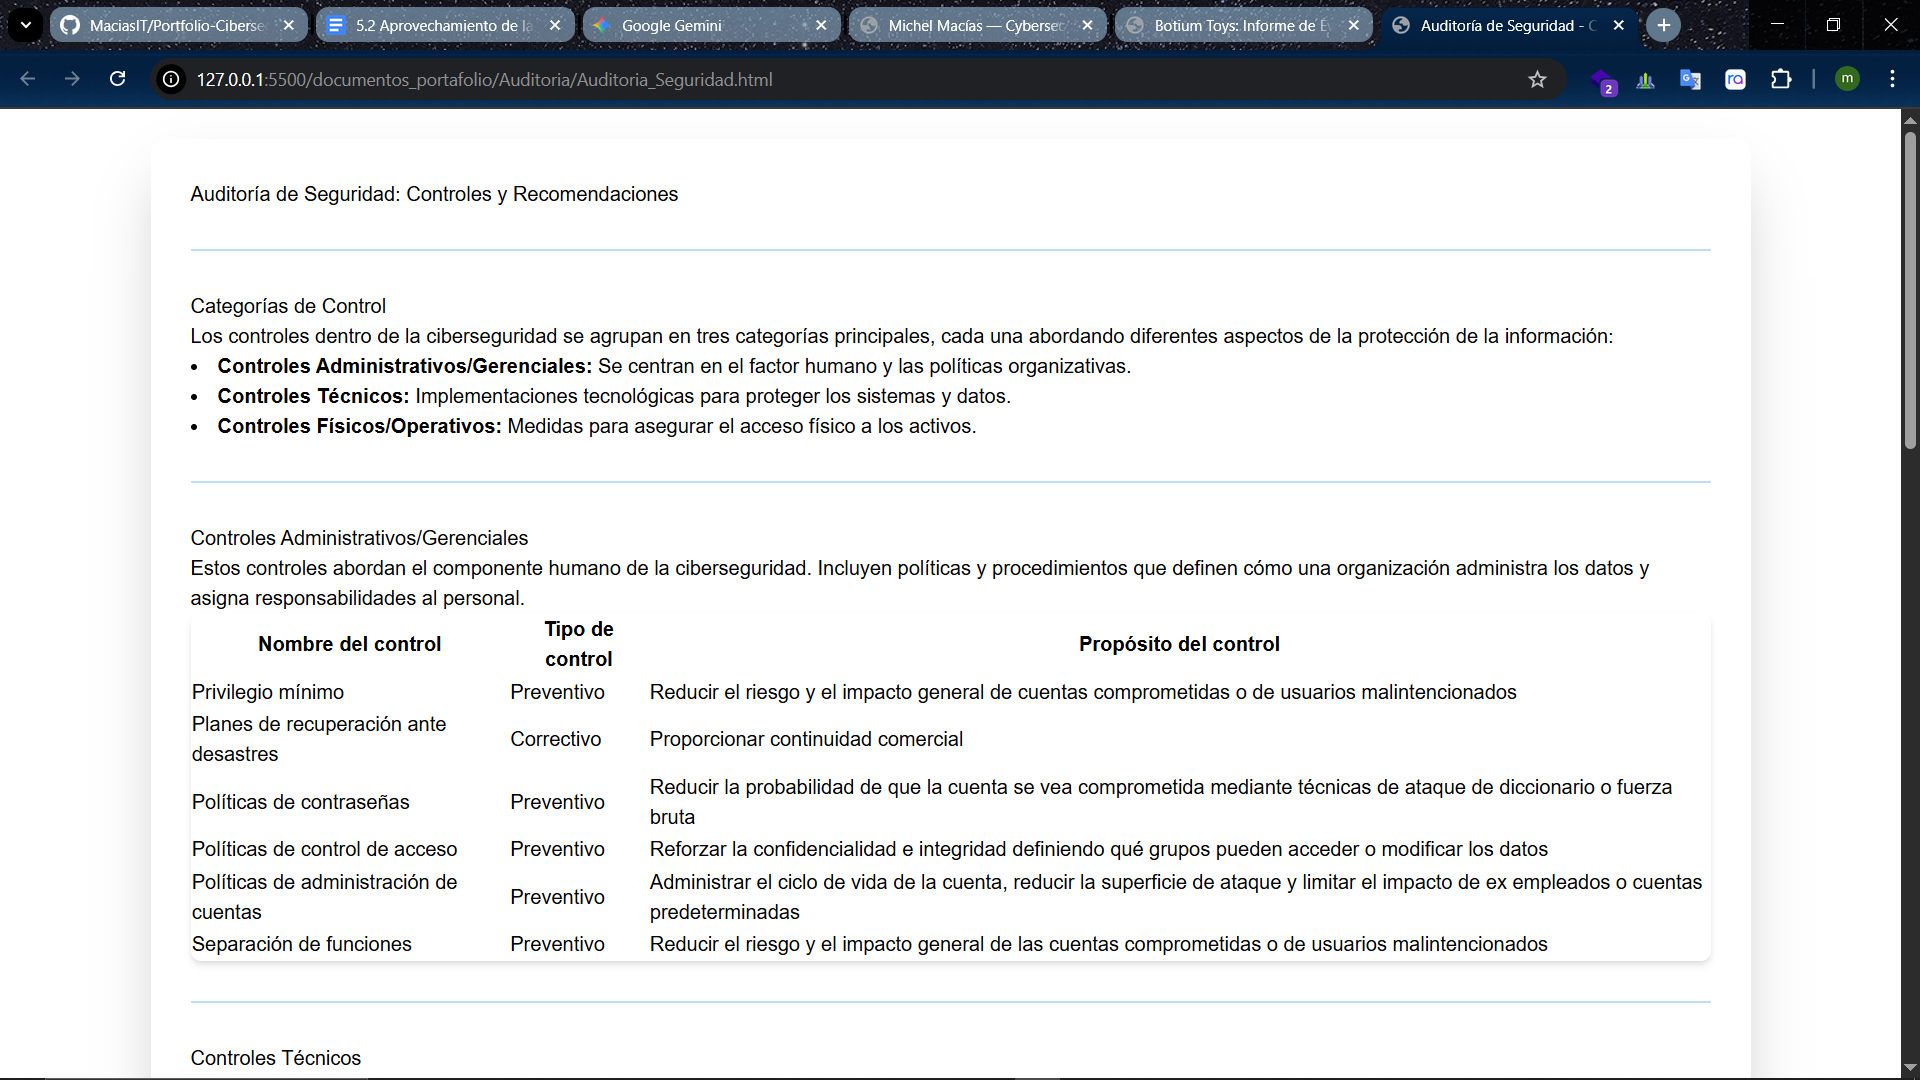 MaciasIT/Portfolio-Ciberse
5.2 Aprovechamiento de la
Google Gemini
Michel Macías — Cybersec
Botium Toys: Informe de E
Auditoría de Seguridad - C
127.0.0.1:5500/documentos_portafolio/Auditoria/Auditoria_Seguridad.html
2
m
Auditoría de Seguridad: Controles y Recomendaciones
Categorías de Control
Los controles dentro de la ciberseguridad se agrupan en tres categorías principales, cada una abordando diferentes aspectos de la protección de la información:
• Controles Administrativos/Gerenciales: Se centran en el factor humano y las políticas organizativas.
• Controles Técnicos: Implementaciones tecnológicas para proteger los sistemas y datos.
• Controles Físicos/Operativos: Medidas para asegurar el acceso físico a los activos.
Controles Administrativos/Gerenciales
Estos controles abordan el componente humano de la ciberseguridad. Incluyen políticas y procedimientos que definen cómo una organización administra los datos y
asigna responsabilidades al personal.
Nombre del control
Tipo de
control
Propósito del control
Privilegio mínimo
Preventivo
Reducir el riesgo y el impacto general de cuentas comprometidas o de usuarios malintencionados
Planes de recuperación ante
desastres
Correctivo
Proporcionar continuidad comercial
Políticas de contraseñas
Preventivo
Reducir la probabilidad de que la cuenta se vea comprometida mediante técnicas de ataque de diccionario o fuerza
bruta
Políticas de control de acceso
Preventivo
Reforzar la confidencialidad e integridad definiendo qué grupos pueden acceder o modificar los datos
Políticas de administración de
cuentas
Preventivo
Administrar el ciclo de vida de la cuenta, reducir la superficie de ataque y limitar el impacto de ex empleados o cuentas
predeterminadas
Separación de funciones
Preventivo
Reducir el riesgo y el impacto general de las cuentas comprometidas o de usuarios malintencionados
Controles Técnicos